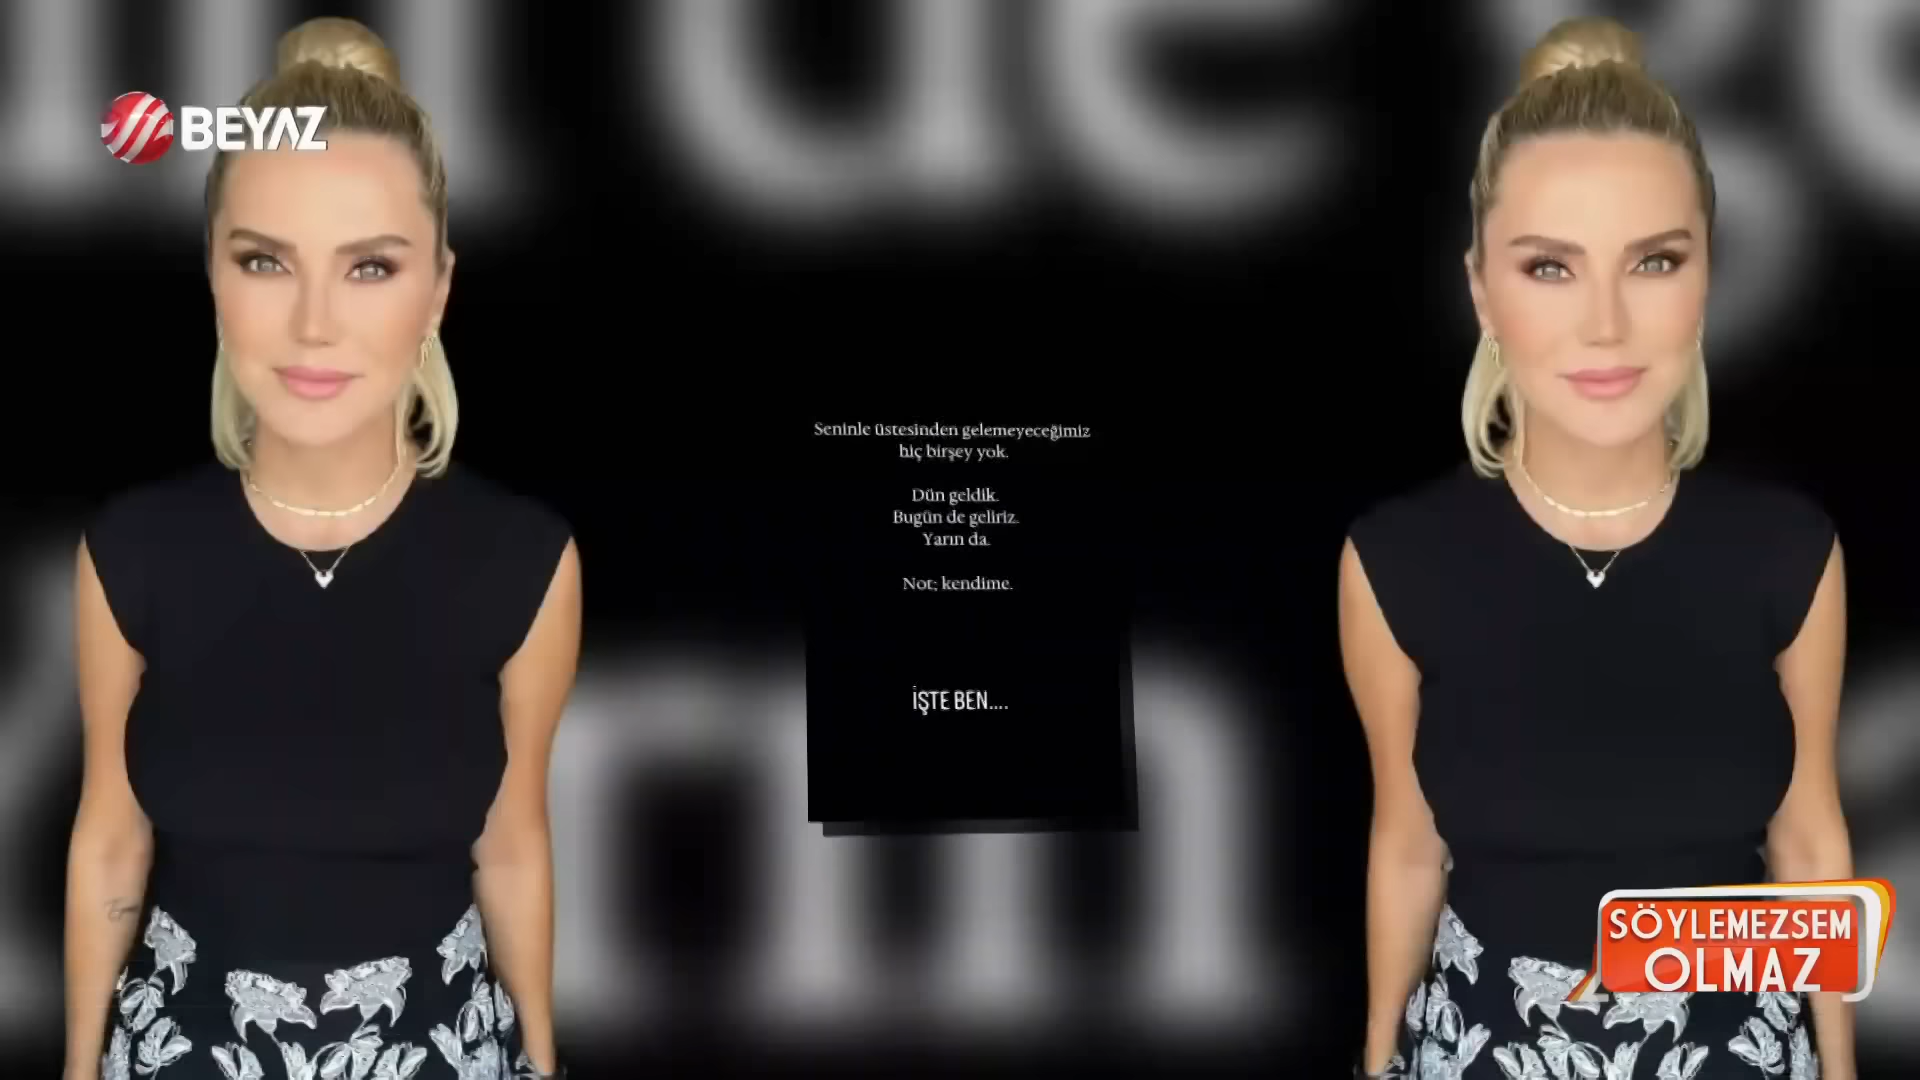 BEYAZ
Seninle üstesinden gelemeyeceğimiz
hiç birşey yok.
Dün geldik.
Bugün de geliriz.
Yarın da.
Not; kendime.
İŞTE BEN....
SÖYLEMEZSEM
OLMAZ